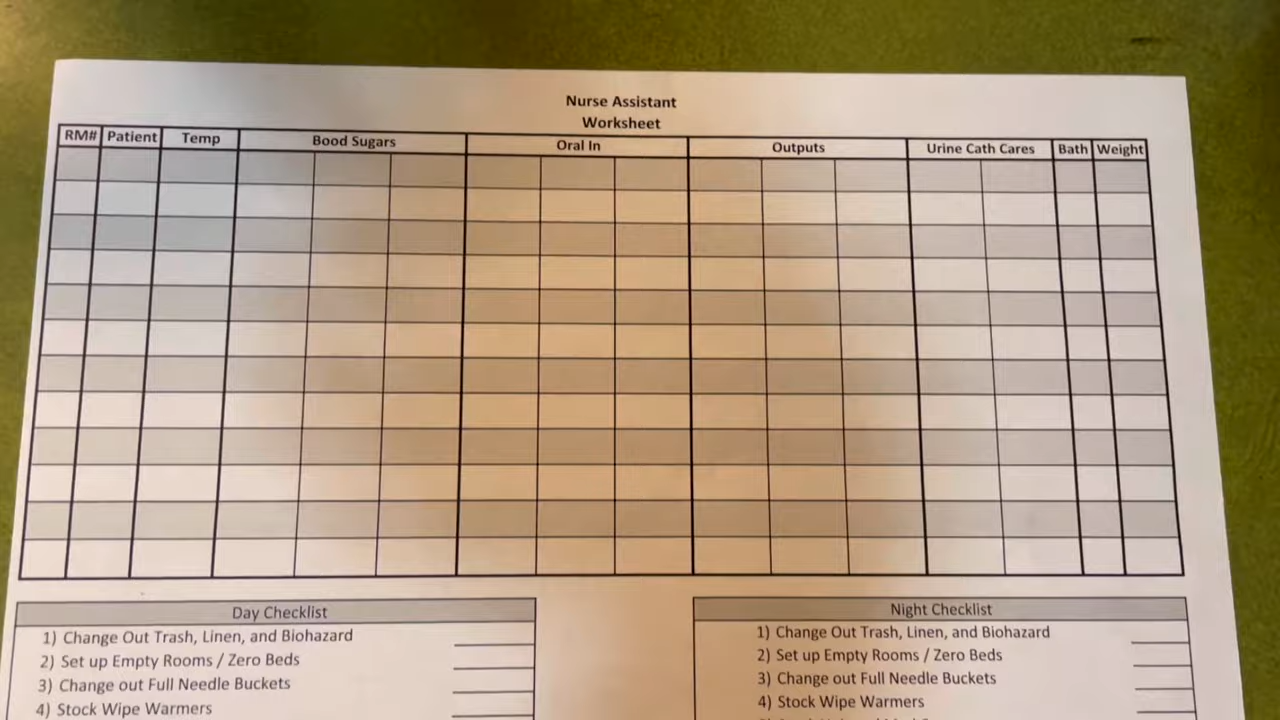 Nurse Assistant
Worksheet
RM# Patient Temp Bood Sugars Oral In Outputs Urine Cath Cares Bath Weight
Day Checklist
1) Change Out Trash, Linen, and Biohazard
2) Set up Empty Rooms / Zero Beds
3) Change out Full Needle Buckets
4) Stock Wipe Warmers
Night Checklist
1) Change Out Trash, Linen, and Biohazard
2) Set up Empty Rooms / Zero Beds
3) Change out Full Needle Buckets
4) Stock Wipe Warmers